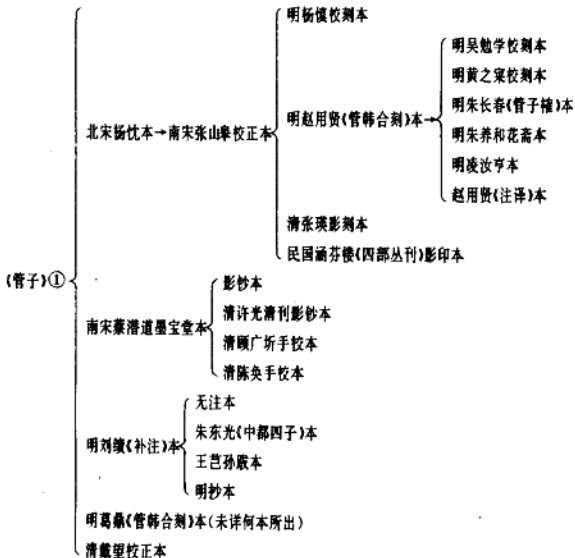 明杨慎校刻本
明吴勉学校刻本
明黄之寀校刻本
明朱长春《管子榷》本
北宋杨忱本→南宋张山皋校正本
明赵用贤《管韩合刻》本→
明朱养和花斋本
明凌汝亨本
赵用贤《注译》本
清张瑛影刻本
民国涵芬楼《四部丛刊》影印本
《管子》①
影钞本
清许光清刊影钞本
南宋蔡潜道墨宝堂本
清顾广圻手校本
清陈奂手校本
无注本
朱东光《中都四子》本
明刘绩《补注》本
王芑孙跋本
明抄本
明葛鼎《管韩合刻》本(未详何本所出)
清戴望校正本